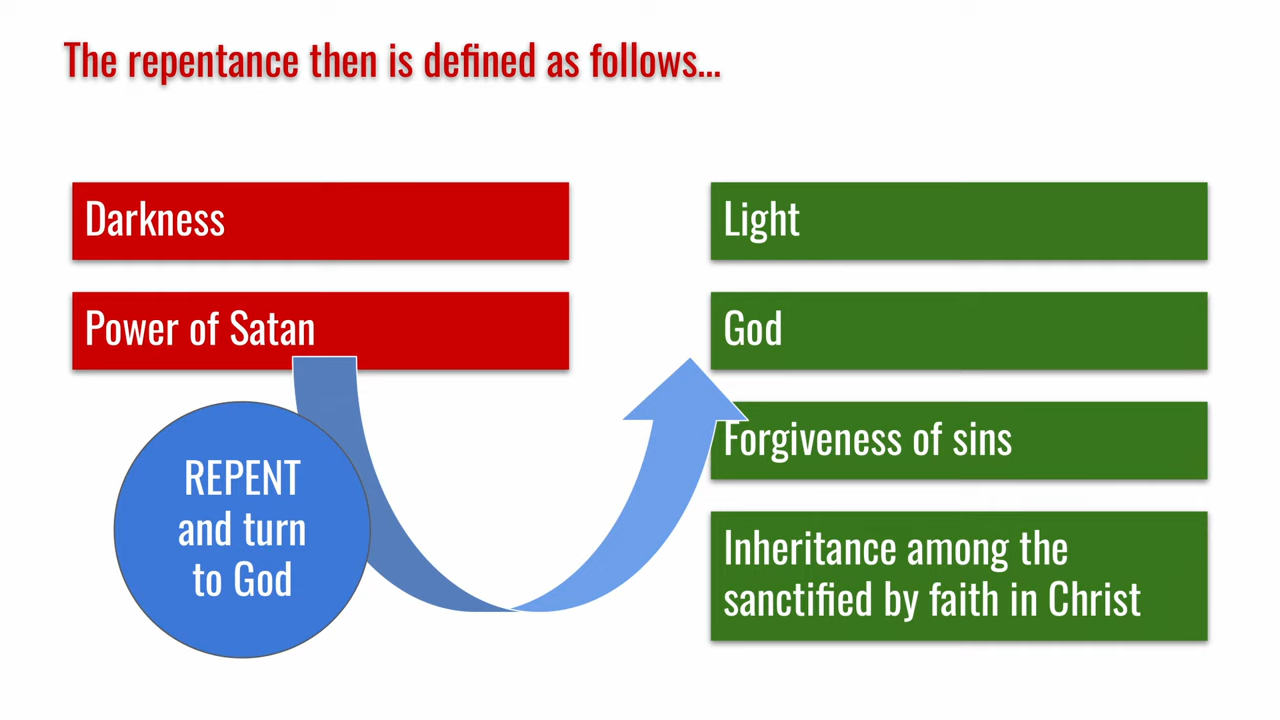 The repentance then is defined as follows...
Darkness
Power of Satan
REPENT
and turn
to God
Light
God
Forgiveness of sins
Inheritance among the
sanctified by faith in Christ